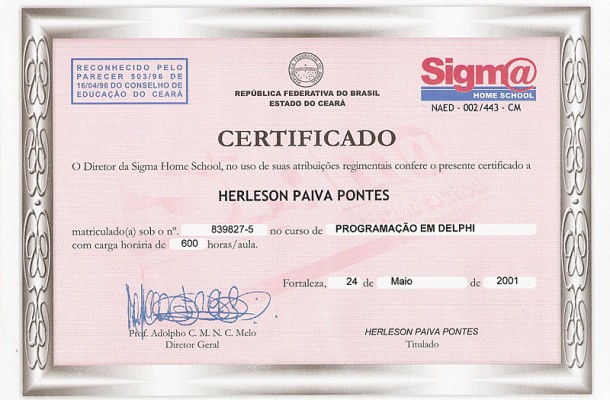 RECONHECIDO PELO
PARECER 503/96 DE
16/04/96 DO CONSELHO DE
EDUCAÇÃO DO CEARÁ
REPÚBLICA FEDERATIVA DO BRASIL
ESTADO DO CEARÁ
Sigm@
HOME SCHOOL
NAED - 002/443 - CM
CERTIFICADO
O Diretor da Sigma Home School, no uso de suas atribuições regimentais confere o presente certificado a
HERLESON PAIVA PONTES
matriculado(a) sob o nº. 839827-5 no curso de PROGRAMAÇÃO EM DELPHI
com carga horária de 600 horas/aula.
Fortaleza, 24 de Maio de 2001
Prof. Adolpho C. M. N. C. Melo
Diretor Geral
HERLESON PAIVA PONTES
Titulado